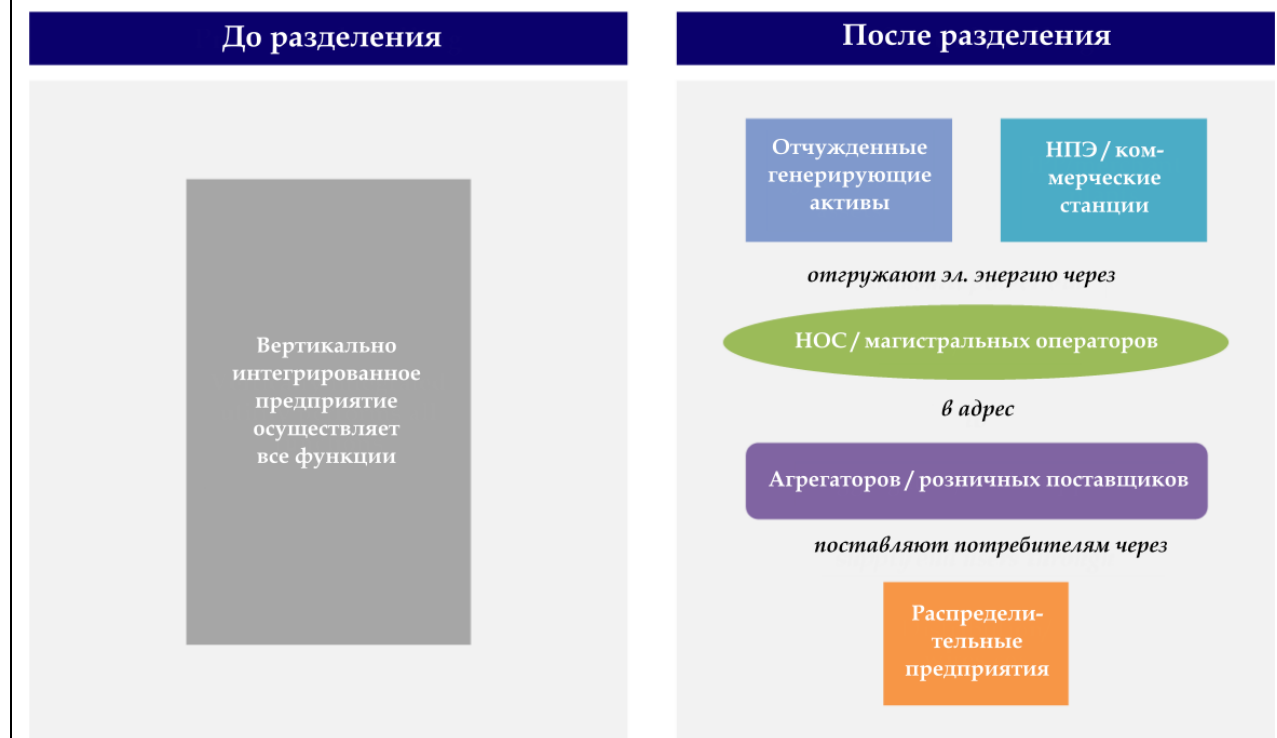 До разделения
Вертикально
интегрированное
предприятие
осуществляет
все функции
После разделения
Отчужденные
генерирующие
активы
НПЭ / ком-
мерческие
станции
отгружают эл. энергию через
НОС / магистральных операторов
в адрес
Агрегаторов / розничных поставщиков
поставляют потребителям через
Распредели-
тельные
предприятия